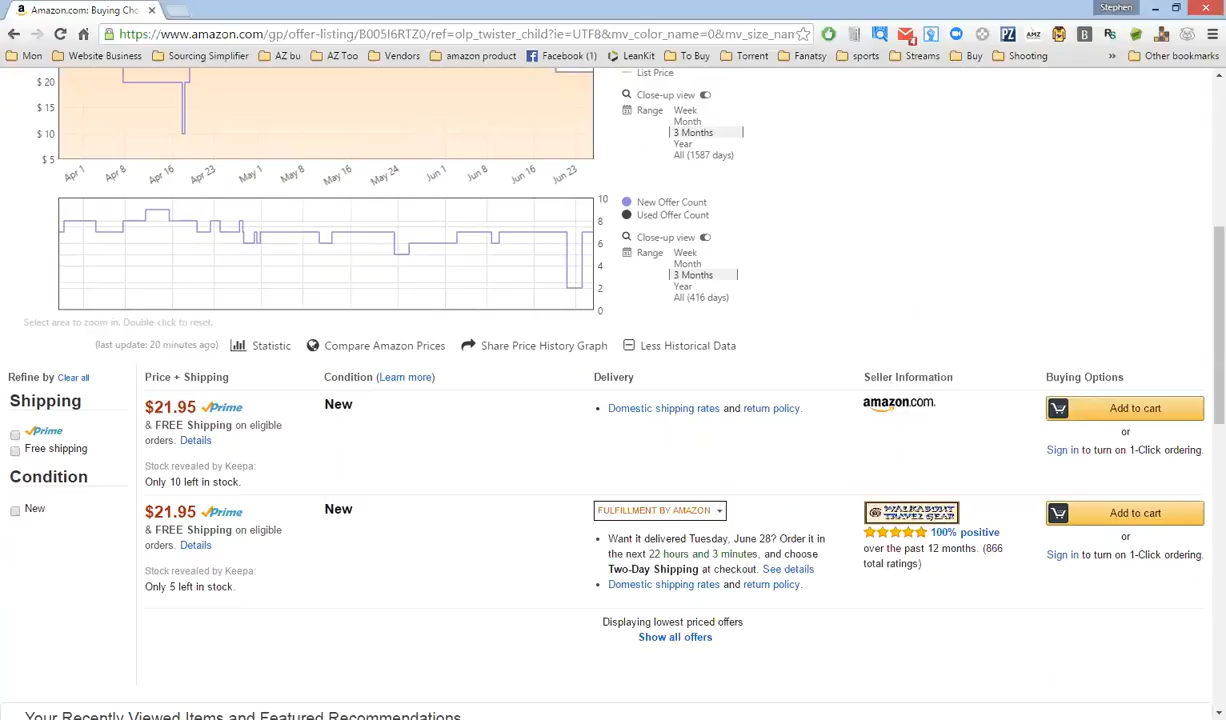 Amazon.com: Buying Cho
Stephen
https://www.amazon.com/gp/offer-listing/B005I6RTZ0/ref=olp_twister_child?ie=UTF8&mv_color_name=0&mv_size_nam
Mon Website Business Sourcing Simplifier AZ bu AZ Too Vendors amazon product Facebook (1) LeanKit To Buy Torrent Fanatsy sports Streams Buy Shooting » Other bookmarks
$ 20
$ 15
$ 10
$ 5
List Price
Close-up view
Range Week
Month
3 Months
Year
All (1587 days)
Apr 1 Apr 8 Apr 16 Apr 23 May 1 May 8 May 16 May 24 Jun 1 Jun 8 Jun 16 Jun 23
10
8
6
4
2
0
New Offer Count
Used Offer Count
Close-up view
Range Week
Month
3 Months
Year
All (416 days)
Select area to zoom in. Double-click to reset.
(last update: 20 minutes ago) Statistic Compare Amazon Prices Share Price History Graph Less Historical Data
Refine by Clear all
Shipping
Prime
Free shipping
Condition
New
Price + Shipping Condition (Learn more) Delivery Seller Information Buying Options
$21.95 Prime
& FREE Shipping on eligible
orders. Details
Stock revealed by Keepa:
Only 10 left in stock.
New
Domestic shipping rates and return policy.
amazon.com.
Add to cart
or
Sign in to turn on 1-Click ordering.
$21.95 Prime
& FREE Shipping on eligible
orders. Details
Stock revealed by Keepa:
Only 5 left in stock.
New
FULFILLMENT BY AMAZON
Want it delivered Tuesday, June 28? Order it in
the next 22 hours and 3 minutes, and choose
Two-Day Shipping at checkout. See details
Domestic shipping rates and return policy.
WALKABOUT
TRAVEL GEAR
100% positive
over the past 12 months. (866
total ratings)
Add to cart
or
Sign in to turn on 1-Click ordering.
Displaying lowest priced offers
Show all offers
Your Recently Viewed Items and Featured Recommendations